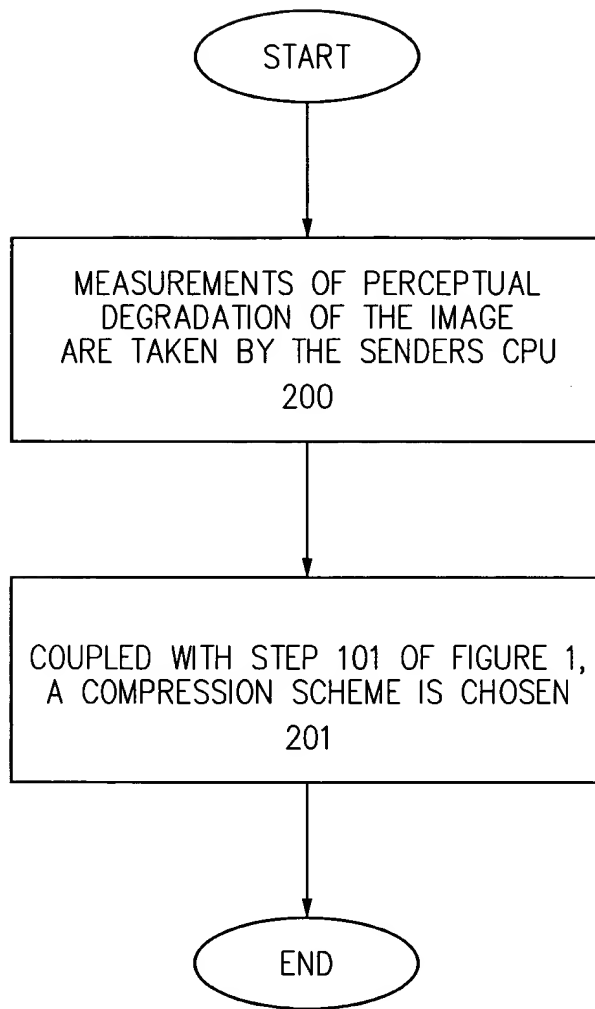 START
MEASUREMENTS OF PERCEPTUAL
DEGRADATION OF THE IMAGE
ARE TAKEN BY THE SENDERS CPU
200
COUPLED WITH STEP 101 OF FIGURE 1,
A COMPRESSION SCHEME IS CHOSEN
201
END